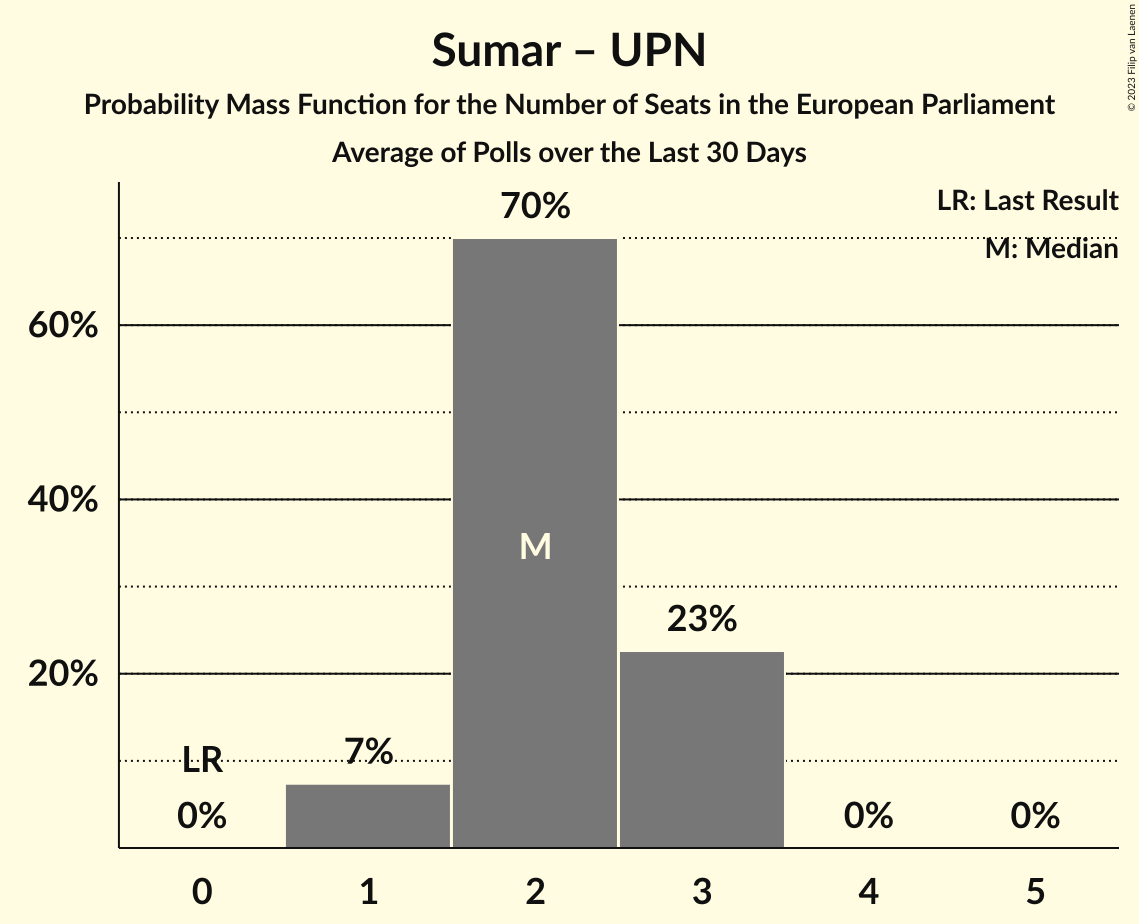 Sumar – UPN
Probability Mass Function for the Number of Seats in the European Parliament
Average of Polls over the Last 30 Days
© 2023 Filip van Laenen
LR: Last Result
M: Median
70%
60%
M
40%
23%
20%
LR
7%
0%
0%
0%
0 1 2 3 4 5